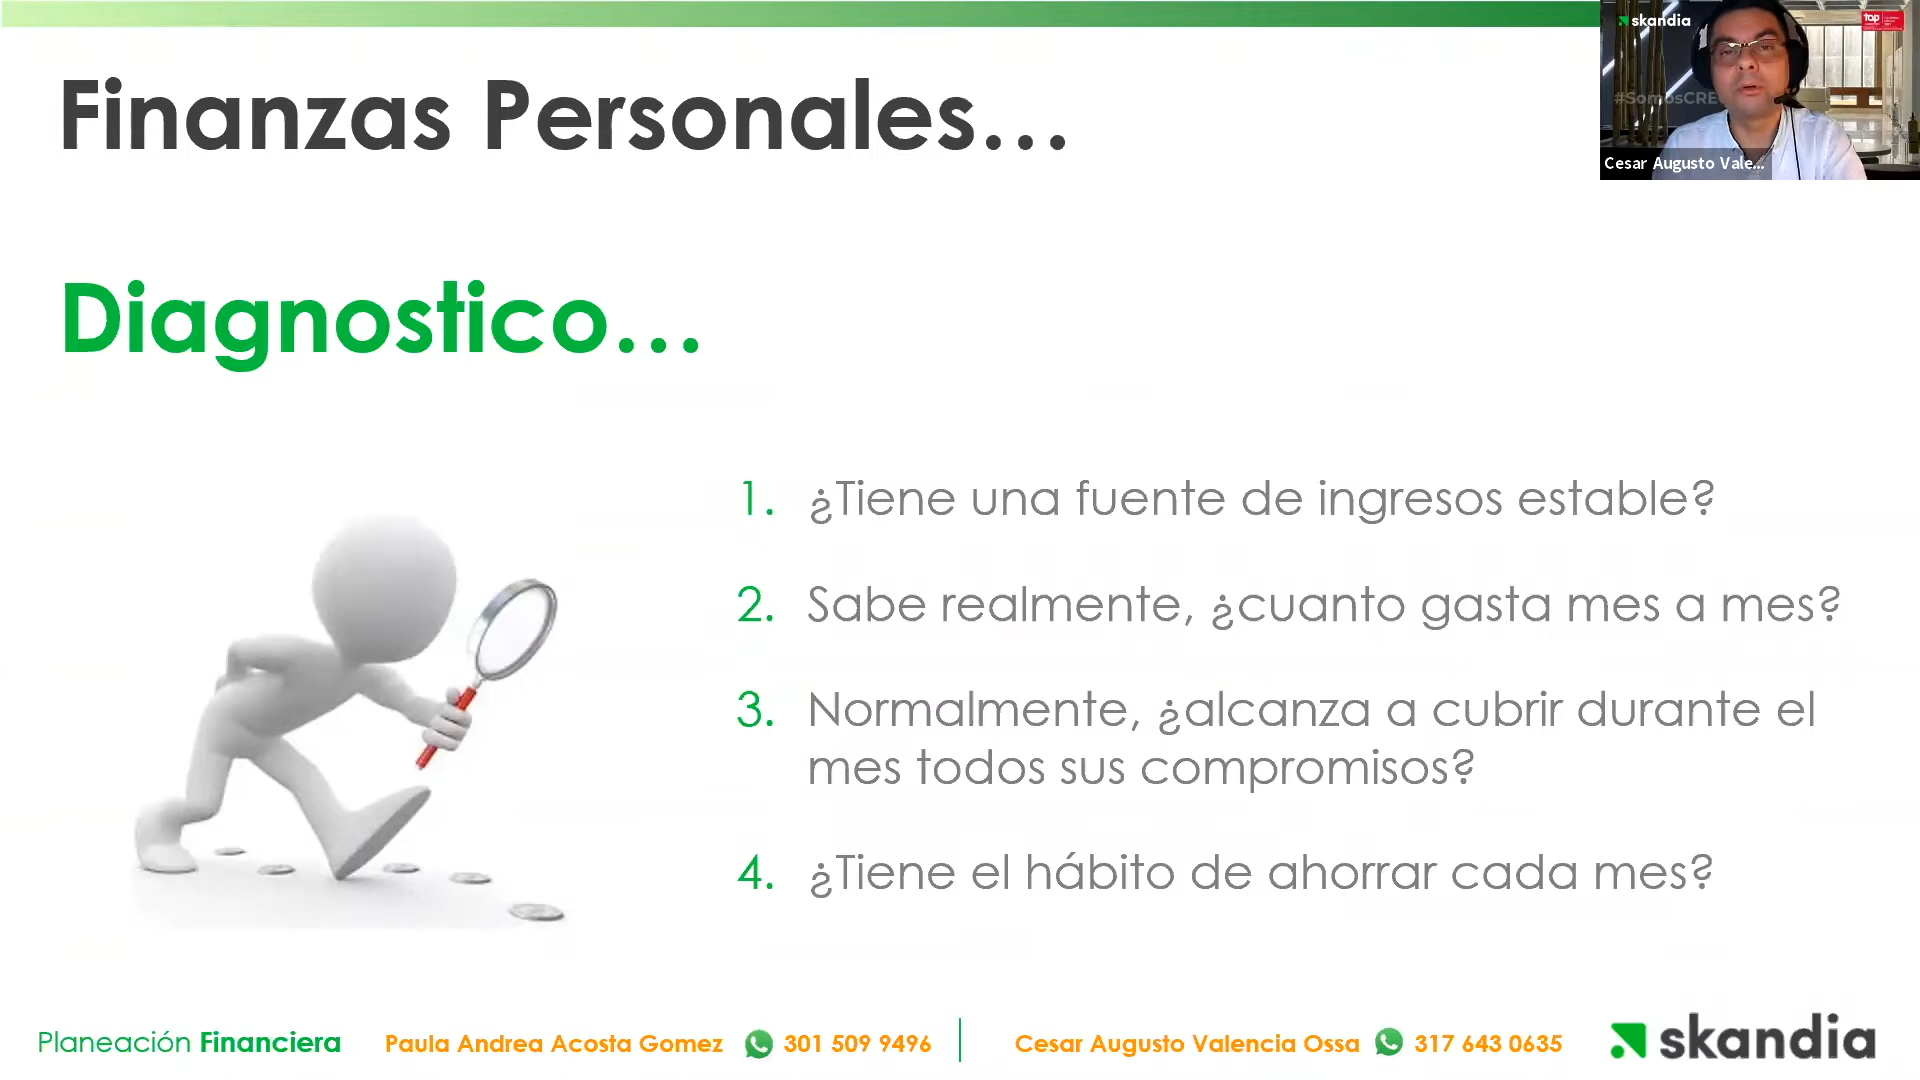 skandia
top
#SomosCRE
Cesar Augusto Vale...
Finanzas Personales...
Diagnostico...
1. ¿Tiene una fuente de ingresos estable?
2. Sabe realmente, ¿cuanto gasta mes a mes?
3. Normalmente, ¿alcanza a cubrir durante el
mes todos sus compromisos?
4. ¿Tiene el hábito de ahorrar cada mes?
Planeación Financiera
Paula Andrea Acosta Gomez 301 509 9496
Cesar Augusto Valencia Ossa 317 643 0635
skandia